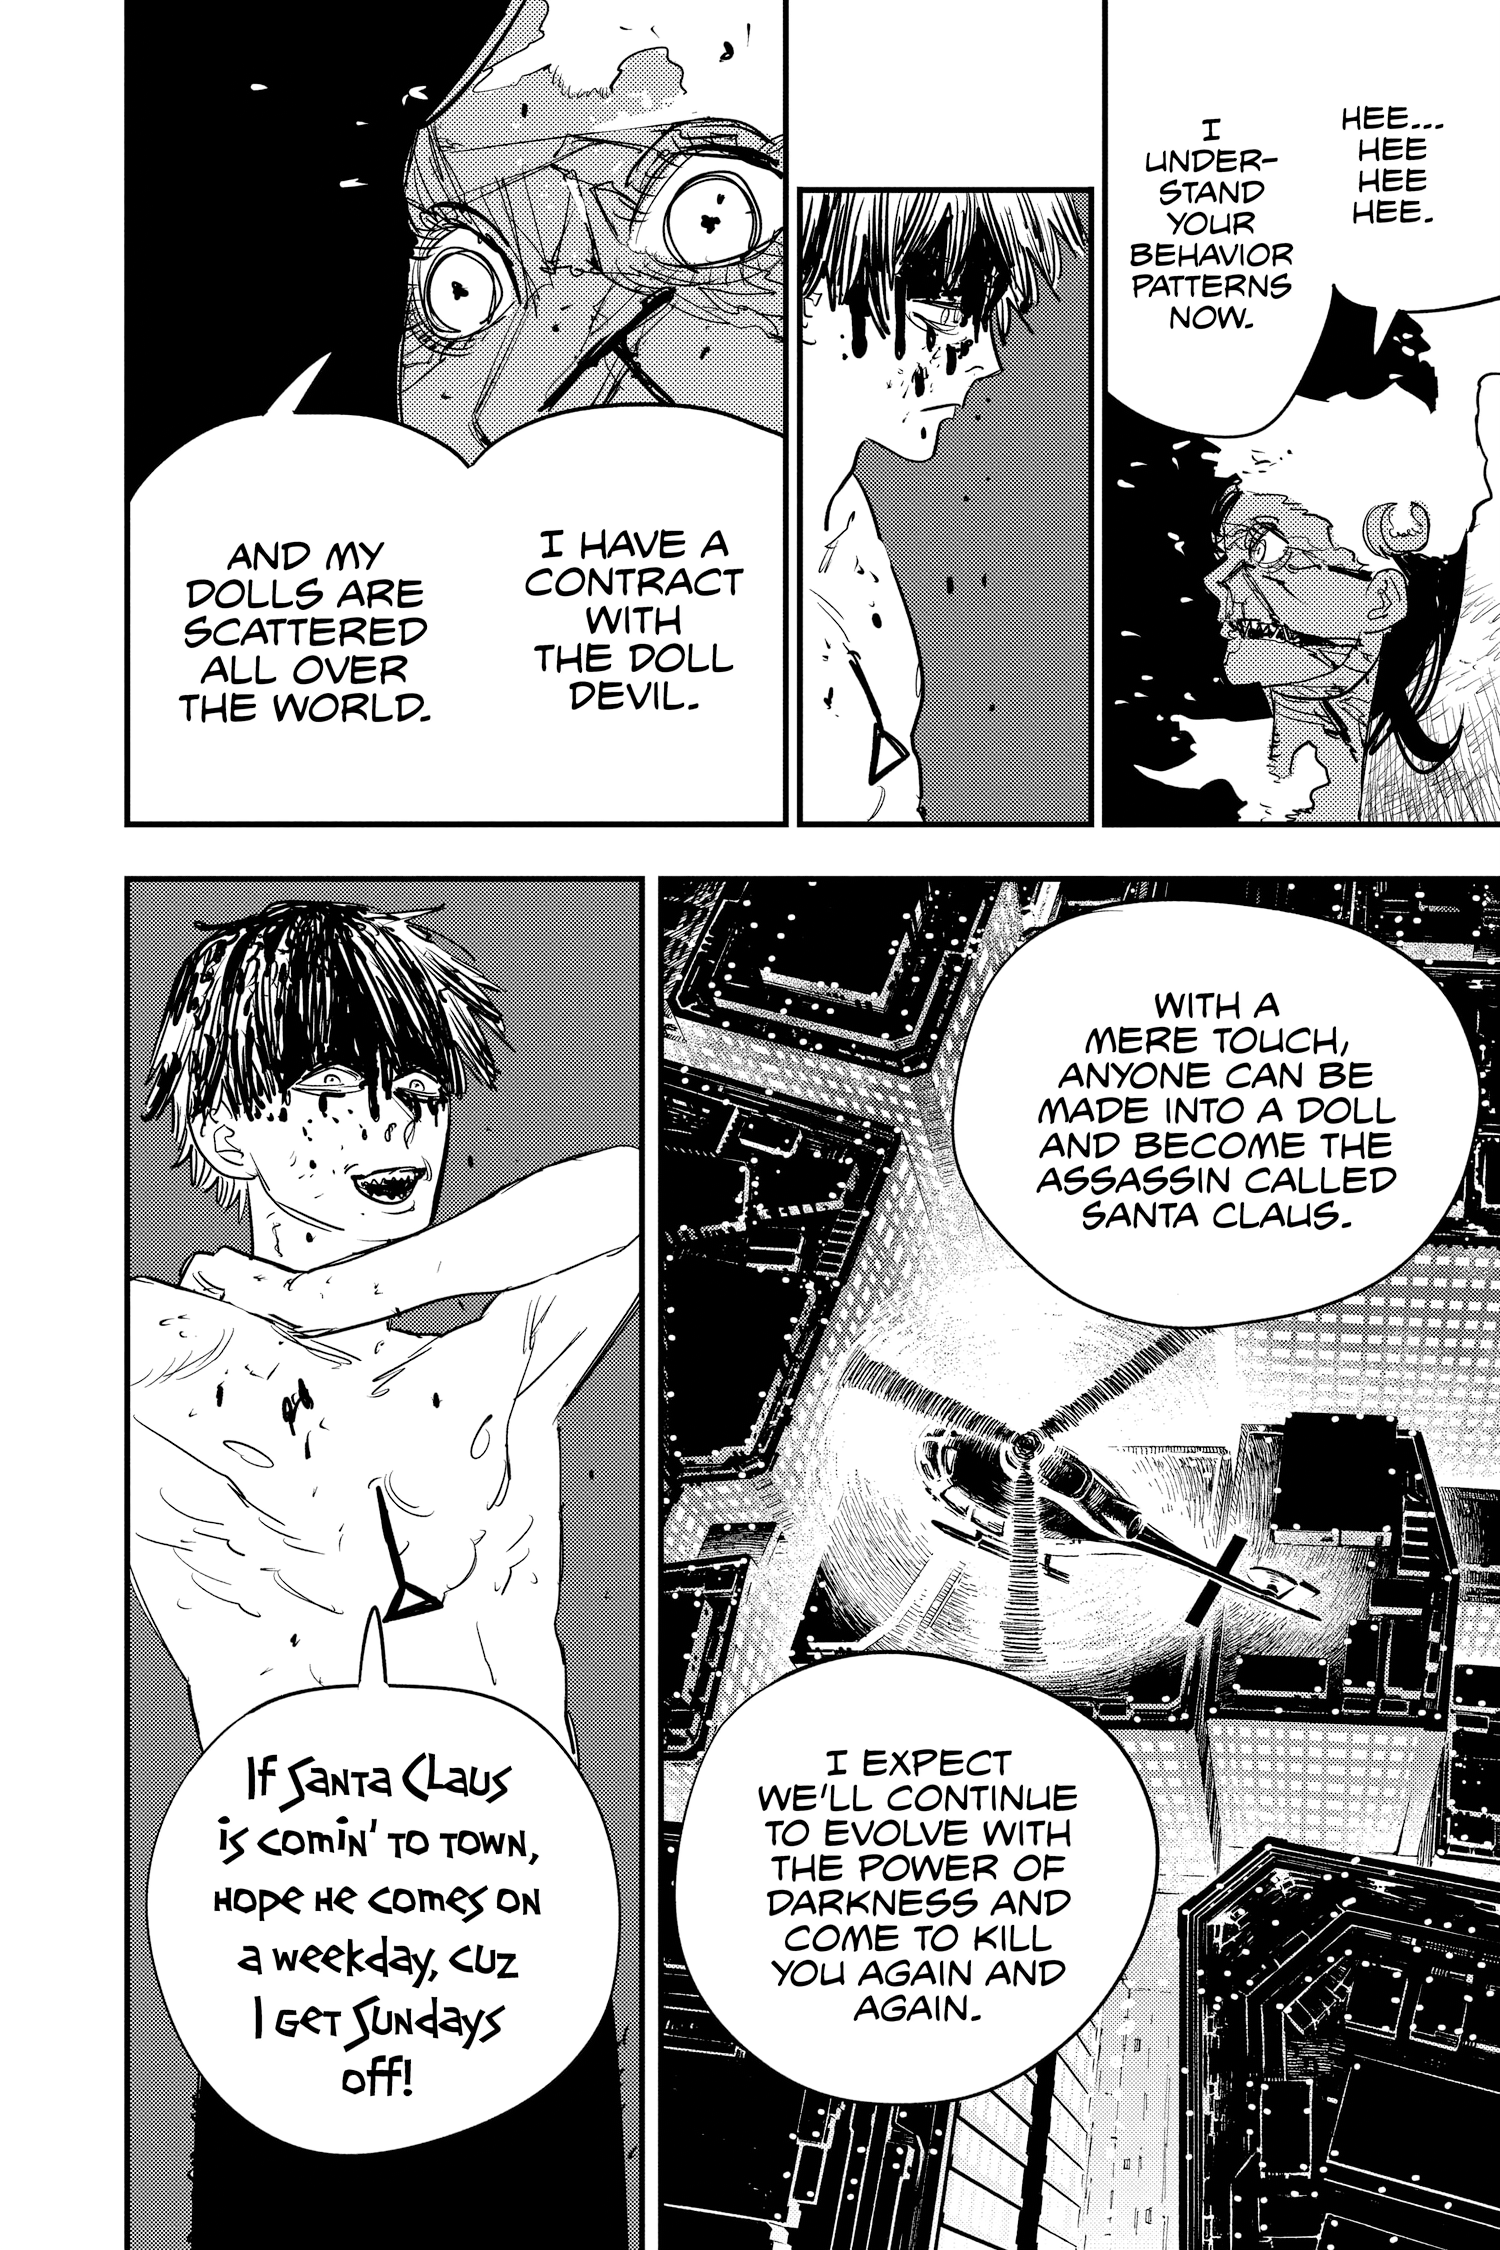 HEE...
HEE
HEE
HEE.
I
UNDER-
STAND
YOUR
BEHAVIOR
PATTERNS
NOW.
I HAVE A
CONTRACT
WITH
THE DOLL
DEVIL.
AND MY
DOLLS ARE
SCATTERED
ALL OVER
THE WORLD.
WITH A
MERE TOUCH,
ANYONE CAN BE
MADE INTO A DOLL
AND BECOME THE
ASSASSIN CALLED
SANTA CLAUS.
I EXPECT
WE'LL CONTINUE
TO EVOLVE WITH
THE POWER OF
DARKNESS AND
COME TO KILL
YOU AGAIN AND
AGAIN.
If Santa Claus
is comin' to town,
hope he comes on
a weekday, cuz
I get Sundays
off!